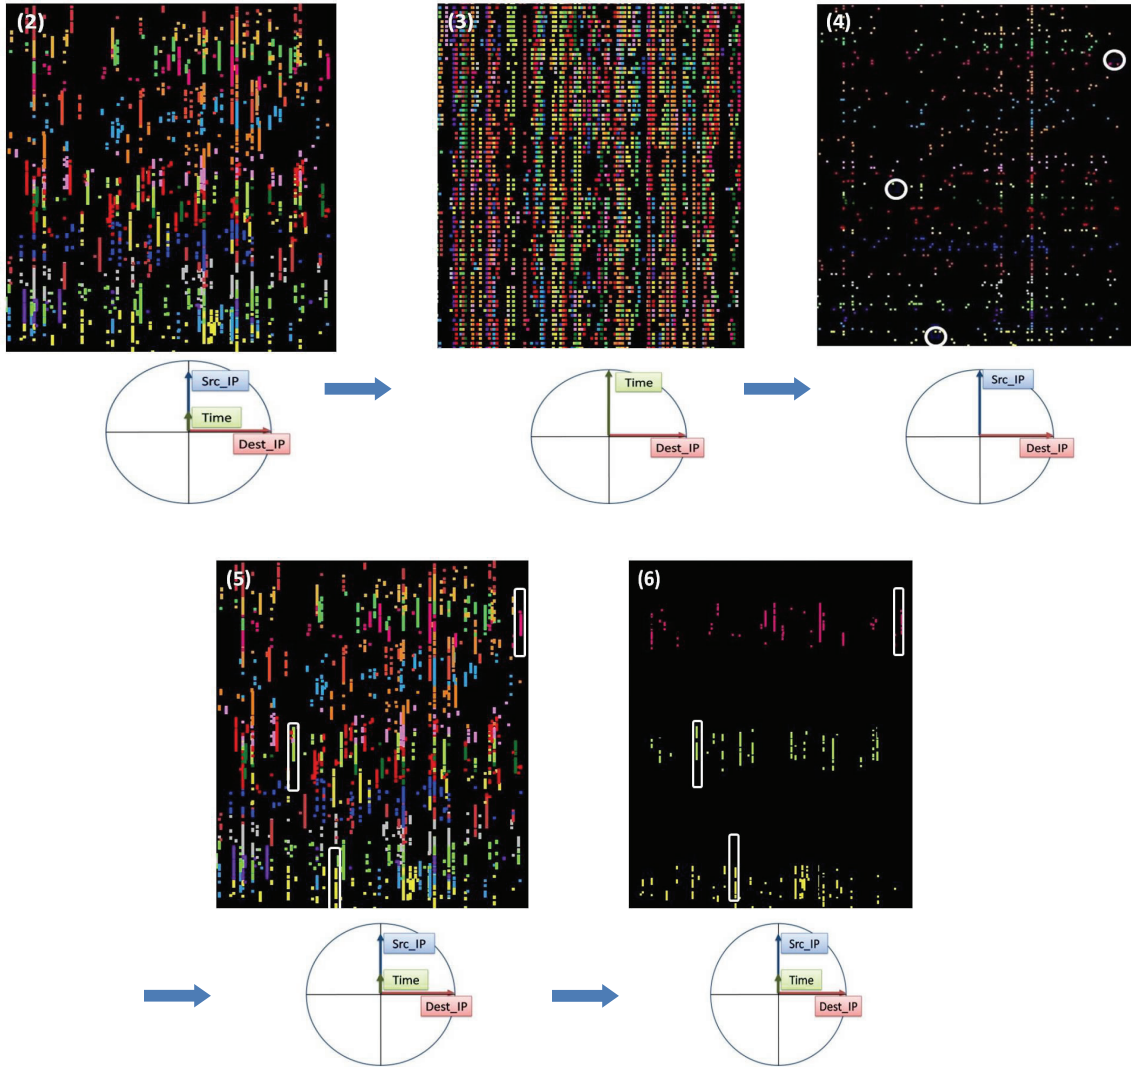 (2)
(3)
(4)
Src_IP
Time
Dest_IP
Time
Dest_IP
Src_IP
Dest_IP
(5)
(6)
Src_IP
Time
Dest_IP
Src_IP
Time
Dest_IP